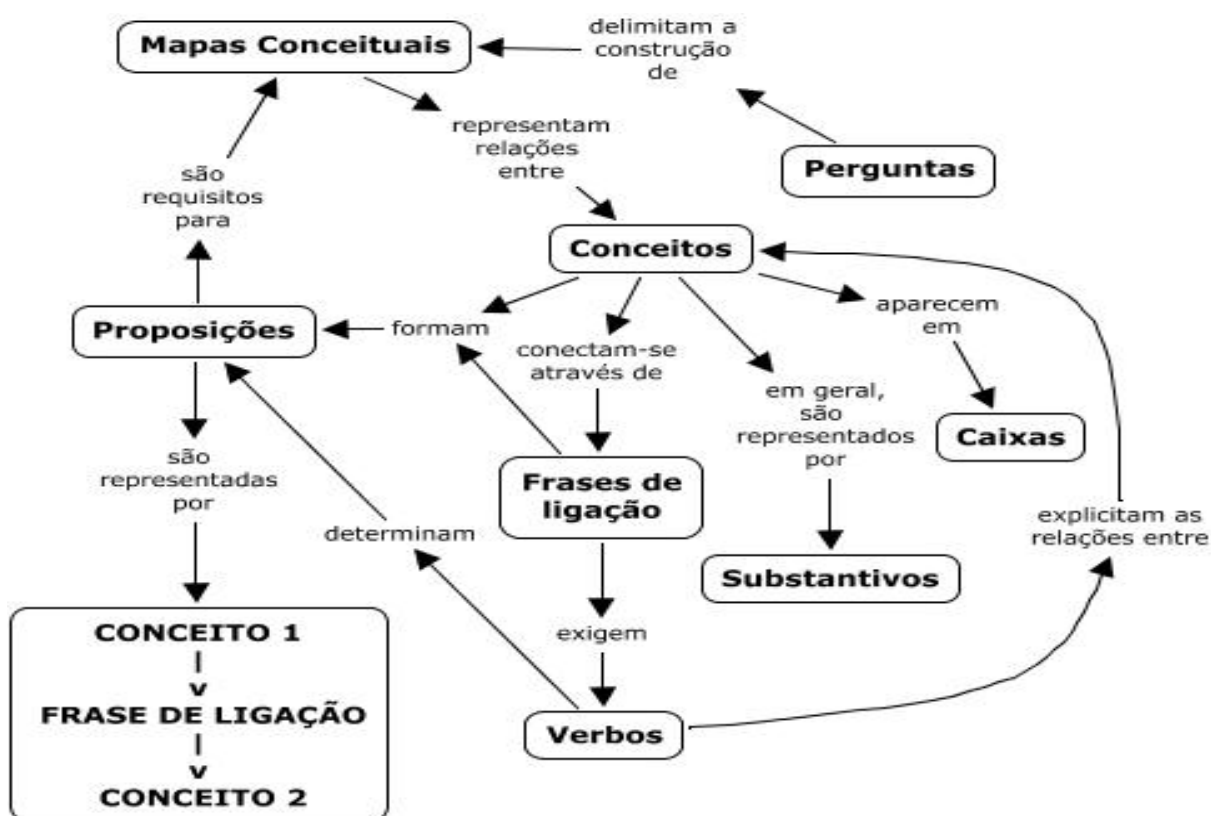 Mapas Conceituais
delimitam a
construção
de
representam
relações
entre
Perguntas
são
requisitos
para
Conceitos
Proposições
formam
conectam-se
através de
aparecem
em
em geral,
são
representados
por
Caixas
são
representadas
por
Frases de
ligação
determinam
explicitam as
relações entre
Substantivos
exigem
Verbos
CONCEITO 1
|
v
FRASE DE LIGAÇÃO
|
v
CONCEITO 2